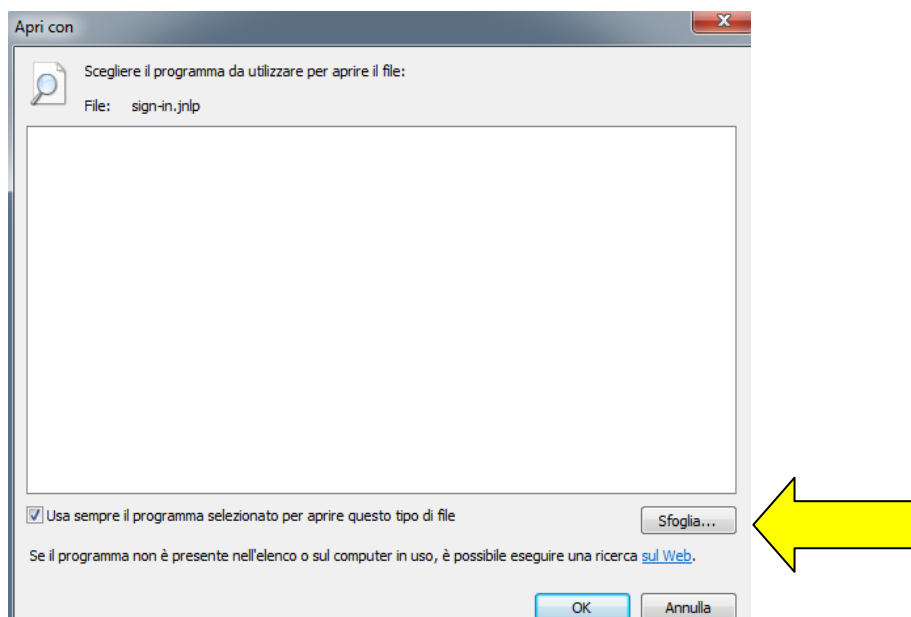 Apri con
Scegliere il programma da utilizzare per aprire il file:
File: sign-in.jnlp
Usa sempre il programma selezionato per aprire questo tipo di file
Sfoglia...
Se il programma non è presente nell'elenco o sul computer in uso, è possibile eseguire una ricerca sul Web.
OK Annulla